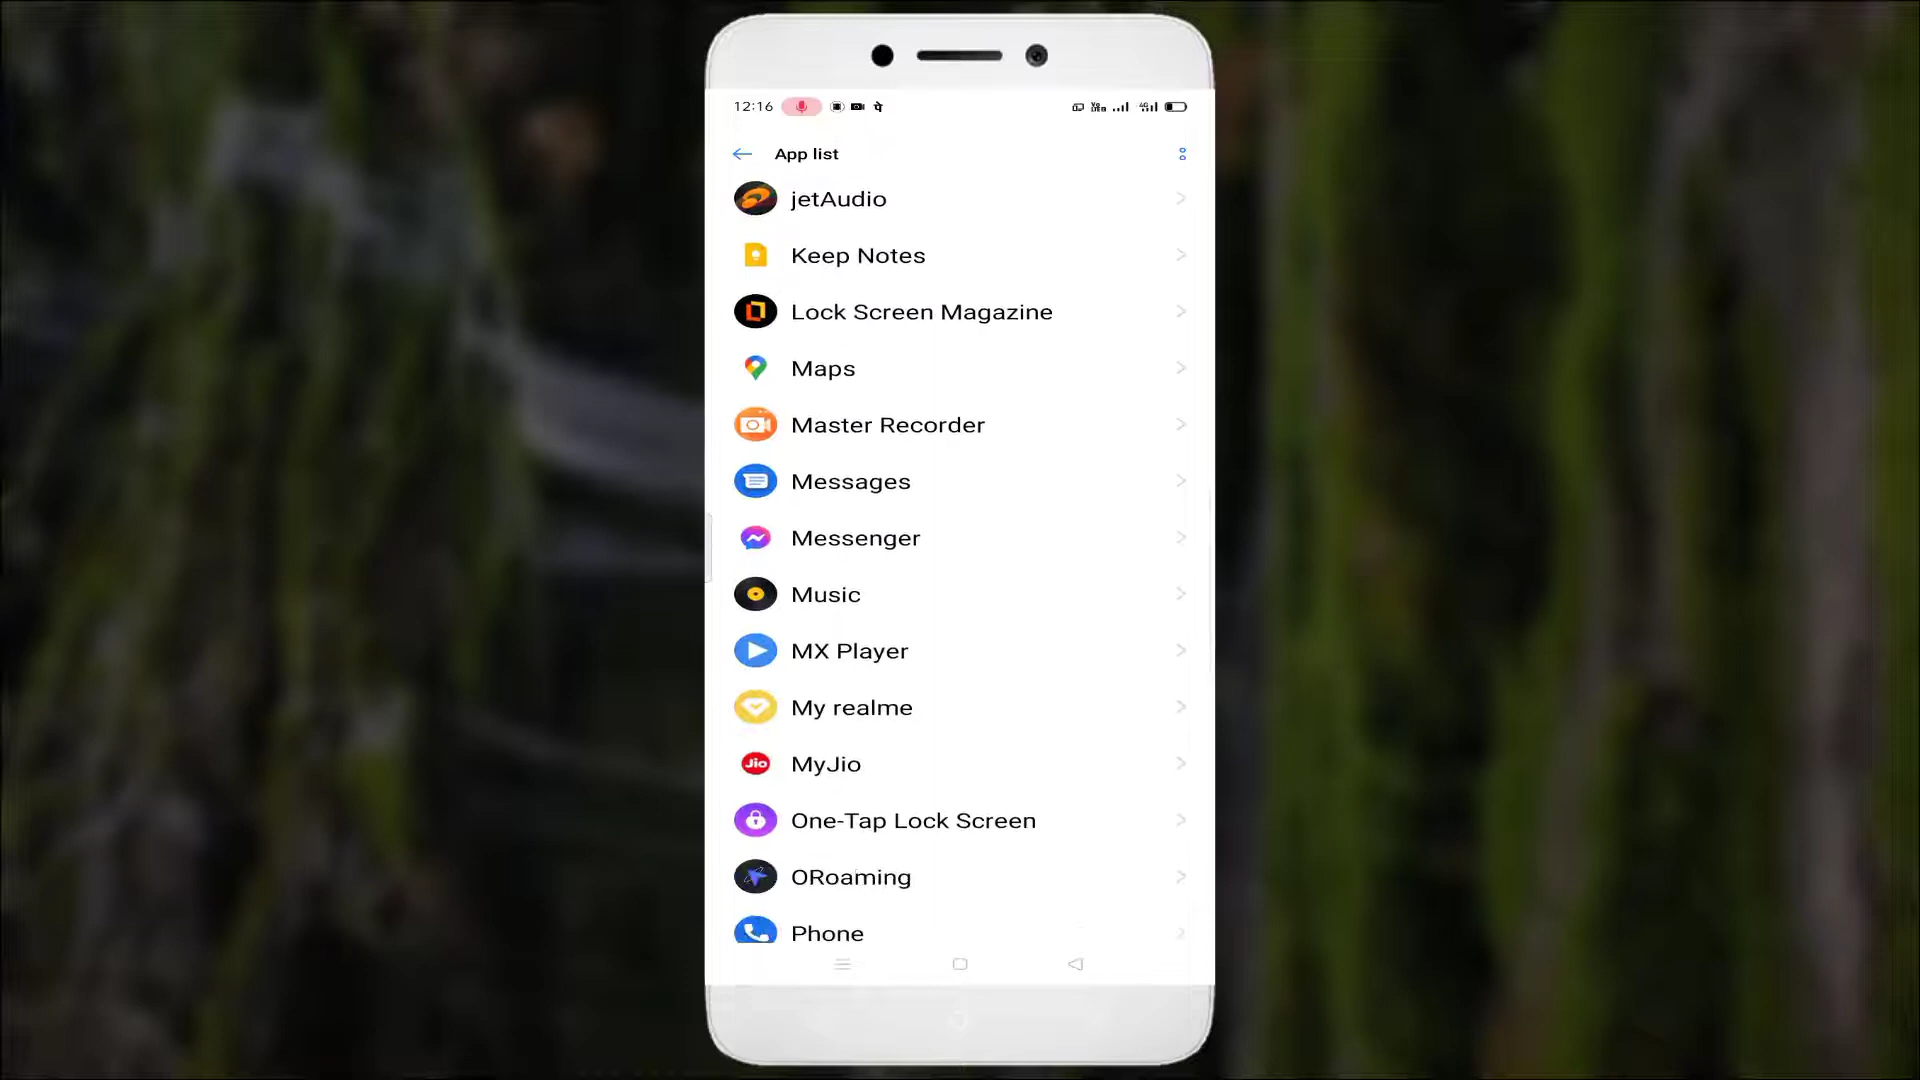 12:16
App list
jetAudio
Keep Notes
Lock Screen Magazine
Maps
Master Recorder
Messages
Messenger
Music
MX Player
My realme
Jio MyJio
One-Tap Lock Screen
ORoaming
Phone